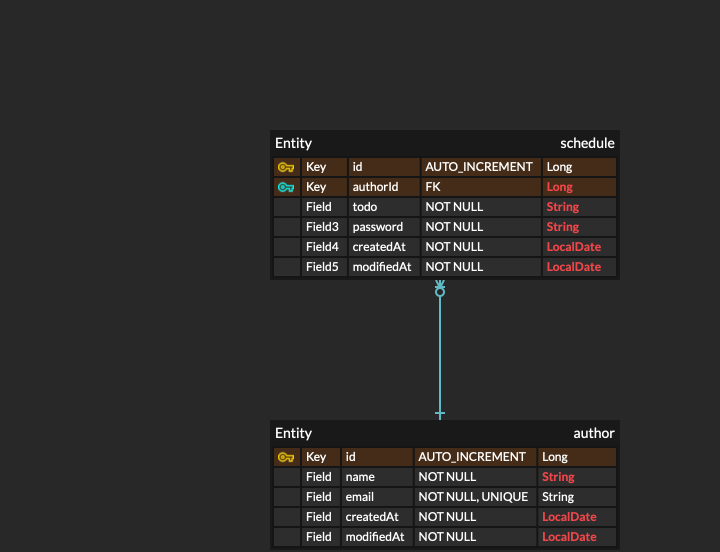 Entity schedule
Key id AUTO_INCREMENT Long
Key authorId FK Long
Field todo NOT NULL String
Field3 password NOT NULL String
Field4 createdAt NOT NULL LocalDate
Field5 modifiedAt NOT NULL LocalDate
Entity author
Key id AUTO_INCREMENT Long
Field name NOT NULL String
Field email NOT NULL, UNIQUE String
Field createdAt NOT NULL LocalDate
Field modifiedAt NOT NULL LocalDate